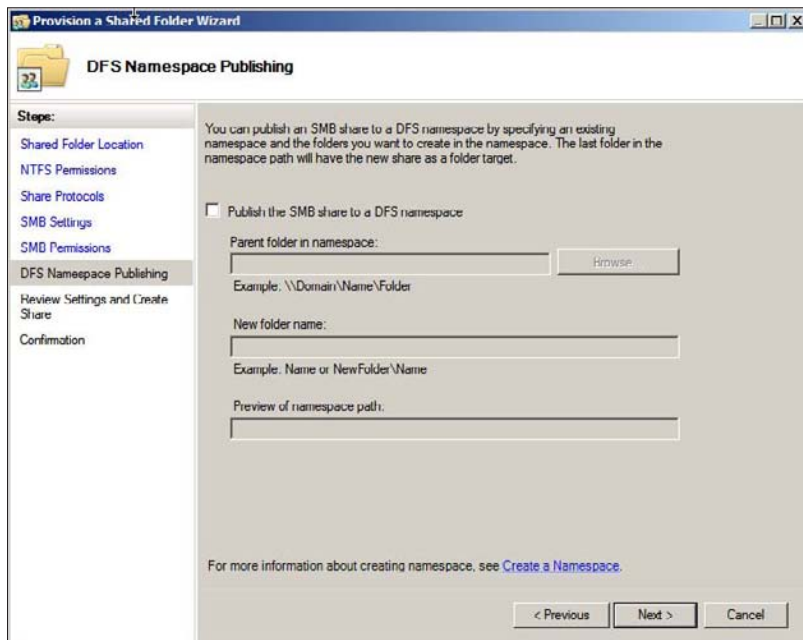 Provision a Shared Folder Wizard
DFS Namespace Publishing
Steps:
Shared Folder Location
NTFS Permissions
Share Protocols
SMB Settings
SMB Permissions
DFS Namespace Publishing
Review Settings and Create
Share
Confirmation
You can publish an SMB share to a DFS namespace by specifying an existing
namespace and the folders you want to create in the namespace. The last folder in the
namespace path will have the new share as a folder target.
Publish the SMB share to a DFS namespace
Parent folder in namespace:
Browse...
Example: \\Domain\Name\Folder
New folder name:
Example: Name or NewFolder\Name
Preview of namespace path:
For more information about creating namespace, see Create a Namespace.
< Previous
Next >
Cancel